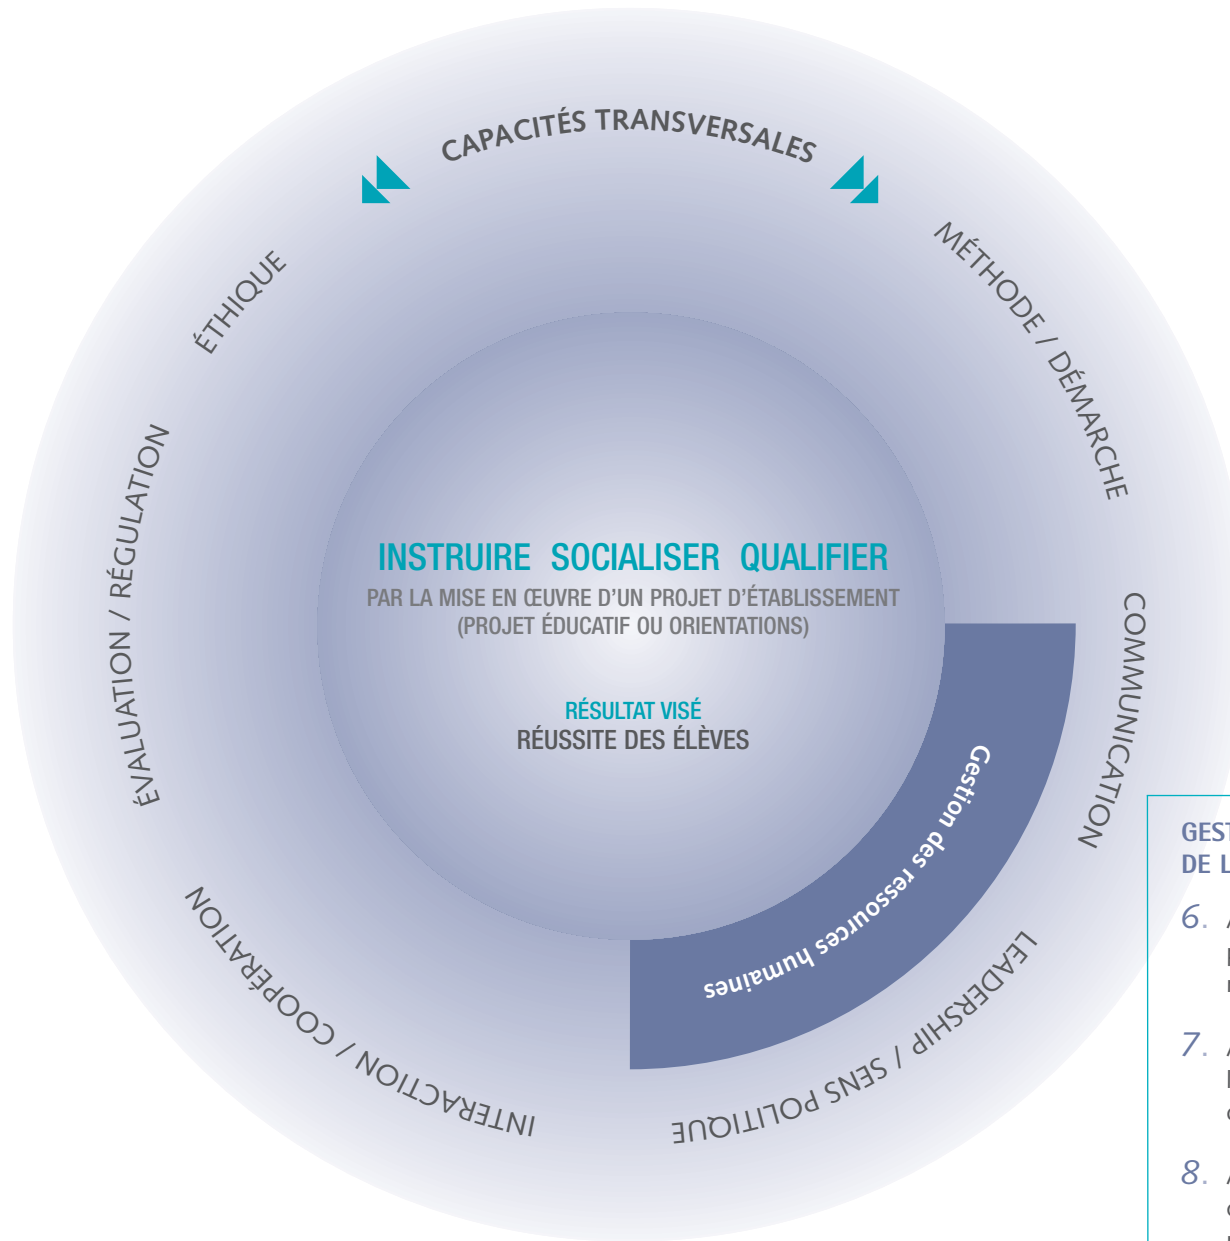 CAPACITÉS TRANSVERSALES
ÉTHIQUE
MÉTHODE / DÉMARCHE
ÉVALUATION / RÉGULATION
INSTRUIRE SOCIALISER QUALIFIER
PAR LA MISE EN ŒUVRE D'UN PROJET D'ÉTABLISSEMENT
(PROJET ÉDUCATIF OU ORIENTATIONS)
RÉSULTAT VISÉ
RÉUSSITE DES ÉLÈVES
COMMUNICATION
Gestion des ressources humaines
INTERACTION / COOPÉRATION
LEADERSHIP / SENS POLITIQUE
DE L
6.
7.
8.